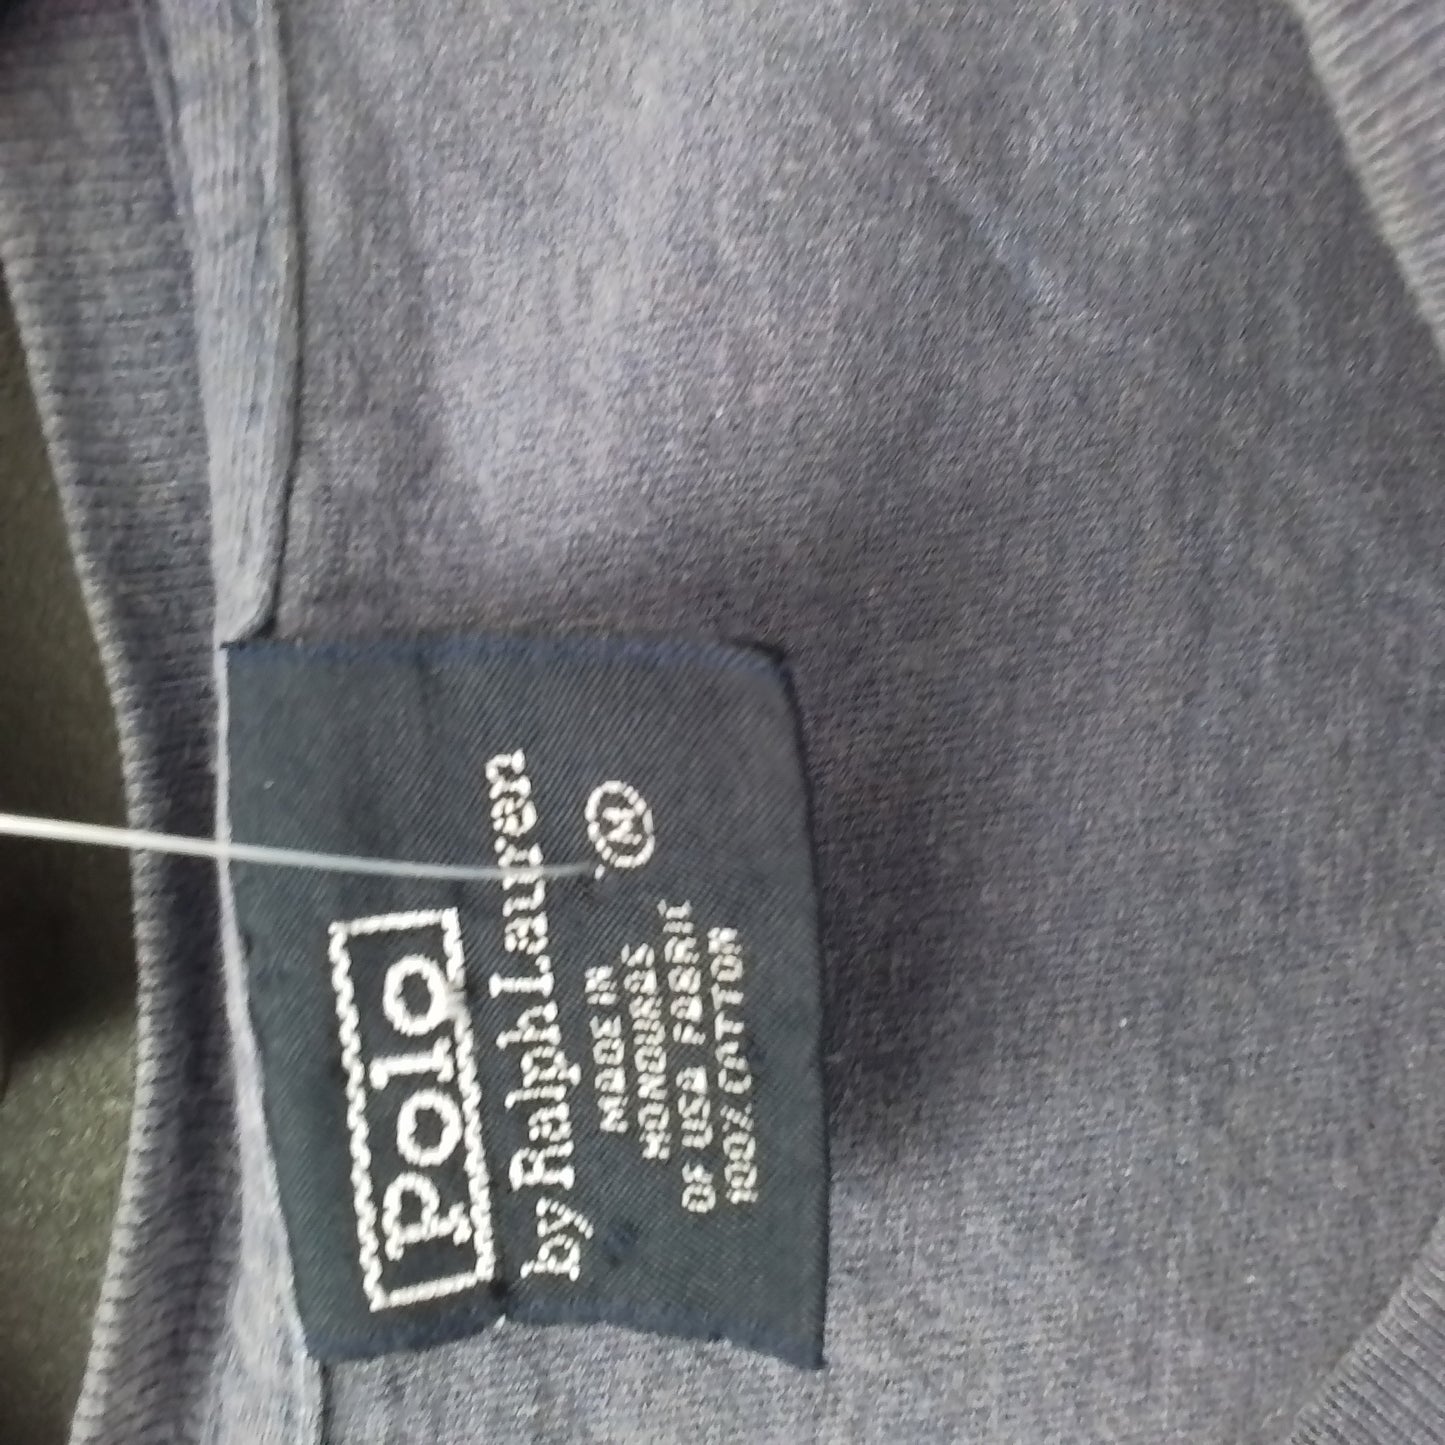 Polo
by Ralph Lauren
MADE IN
HONDURAS
OF USA FABRIC
100% COTTON